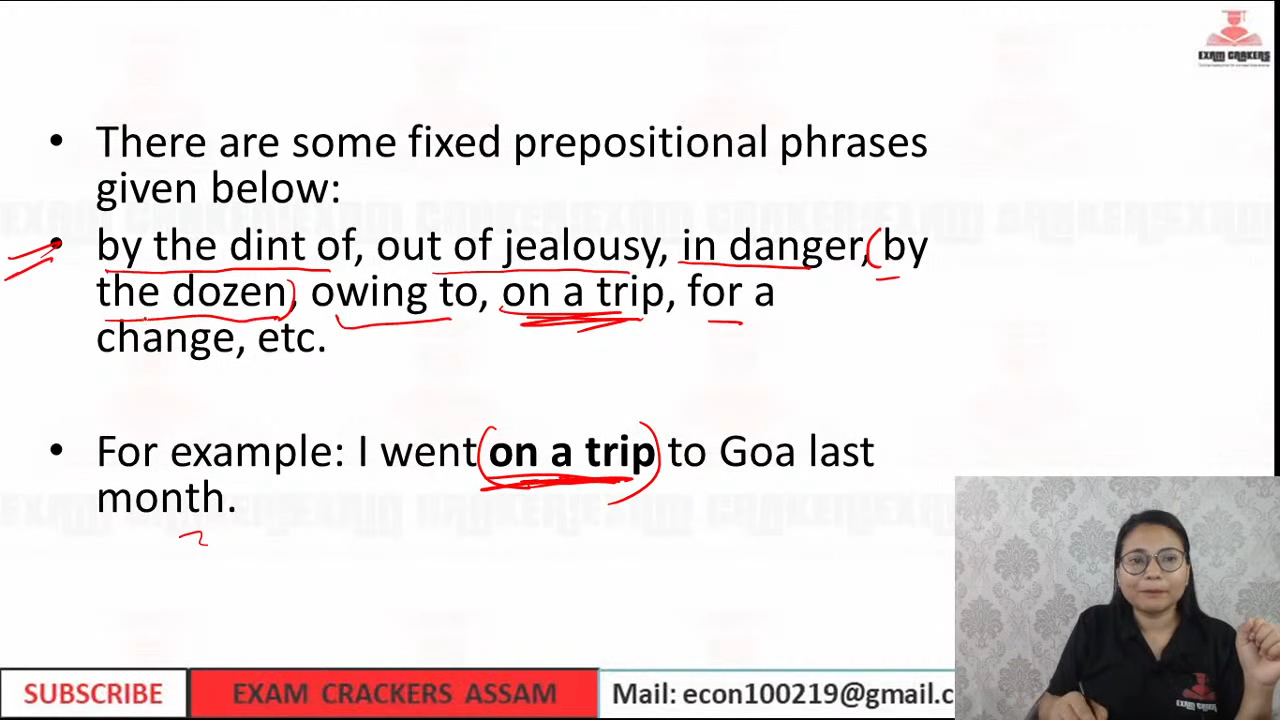 EXAM CRAKERS
• There are some fixed prepositional phrases
given below:
• by the dint of, out of jealousy, in danger, by
the dozen, owing to, on a trip, for a
change, etc.
• For example: I went on a trip to Goa last
month.
SUBSCRIBE
EXAM CRACKERS ASSAM
Mail: econ100219@gmail.c